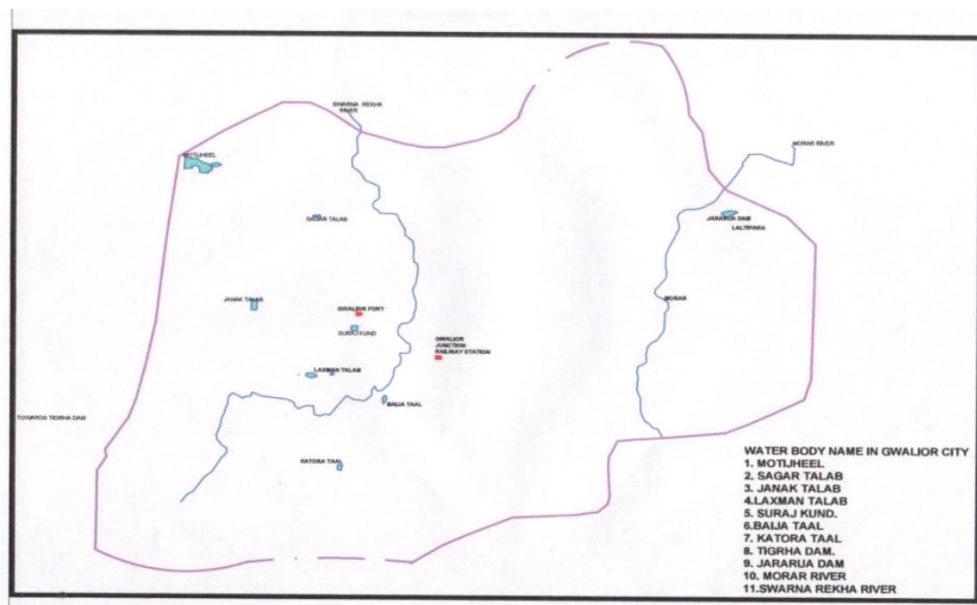 SWARNA REKHA
RIVER
MORAR RIVER
MOTIJHEEL
SAGAR TALAB
JARARUA DAM
LALTIPARA
JANAK TALAB
GWALIOR FORT
MORAR
SURAJ KUND
GWALIOR
JUNCTION
RAILWAY STATION
LAXMAN TALAB
BAIJA TAAL
TOWARDS TIGRHA DAM
KATORA TAAL
WATER BODY NAME IN GWALIOR CITY
1. MOTIJHEEL
2. SAGAR TALAB
3. JANAK TALAB
4.LAXMAN TALAB
5. SURAJ KUND.
6.BAIJA TAAL
7. KATORA TAAL
8. TIGRHA DAM.
9. JARARUA DAM
10. MORAR RIVER
11.SWARNA REKHA RIVER